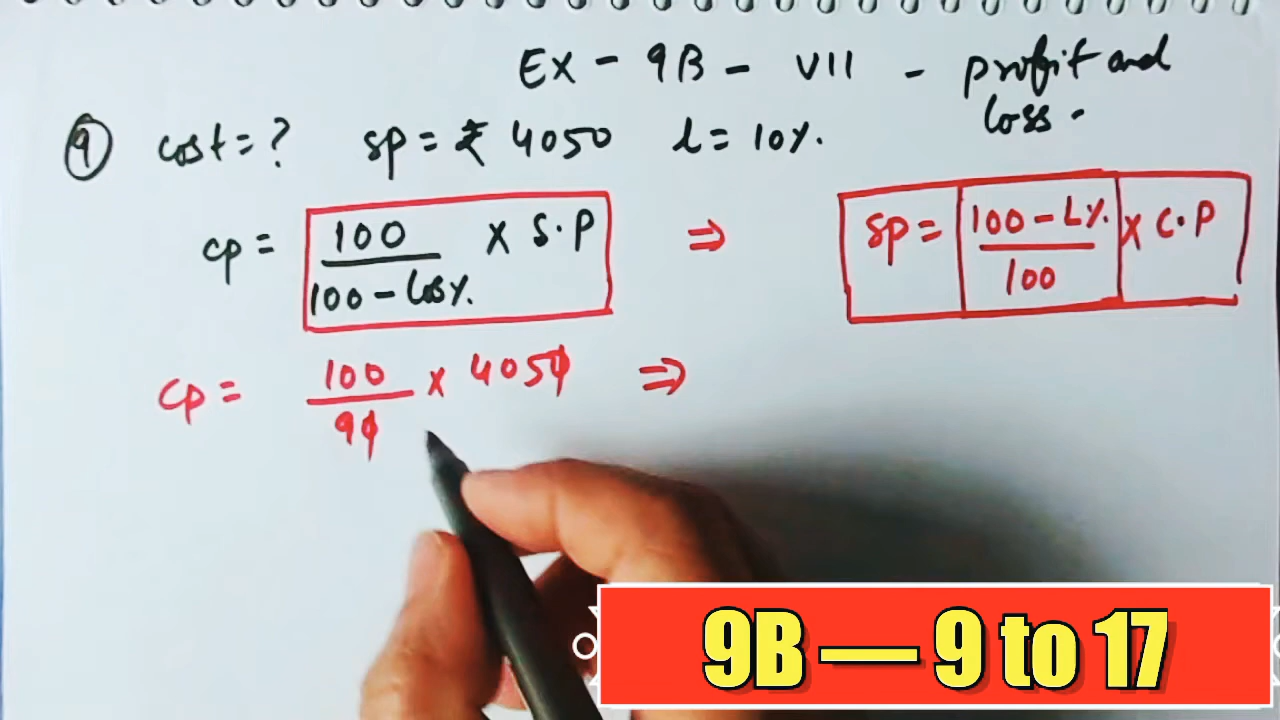 EX - 9B - VII - profit and
loss.
9 cost = ? SP = ₹ 4050 l = 10%.
CP = 100 / 100 - Los%. X S.P ⇒ SP = 100 - L%. / 100 X C.P
CP = 100 / 90 x 4050 ⇒
9B — 9 to 17